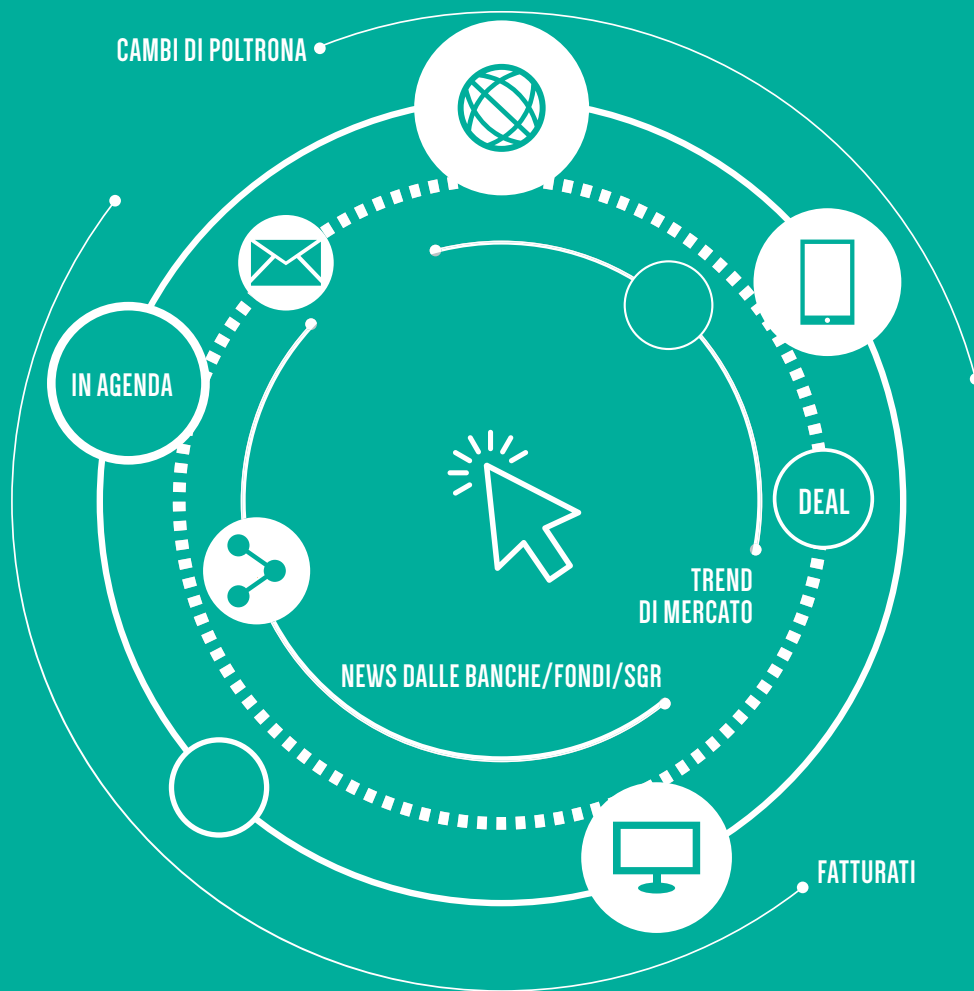 CAMBI DI POLTRONA
IN AGENDA
DEAL
TREND
DI MERCATO
NEWS DALLE BANCHE/FONDI/SGR
FATTURATI